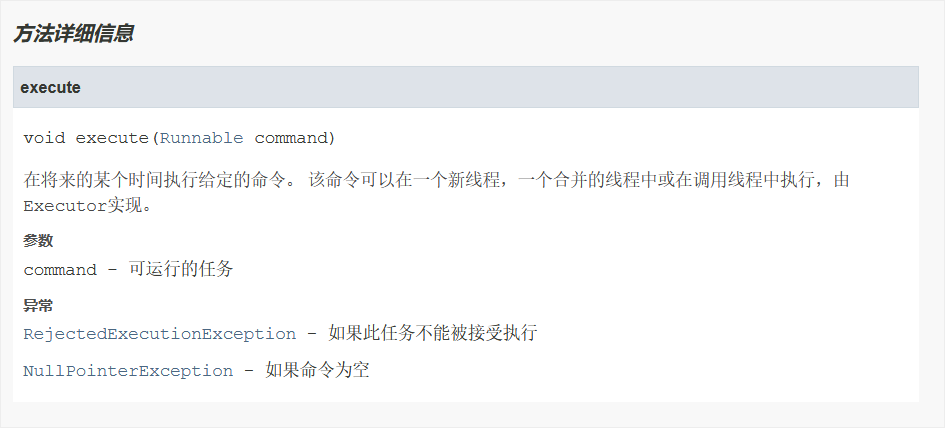 方法详细信息
execute
void execute(Runnable command)
在将来的某个时间执行给定的命令。 该命令可以在一个新线程，一个合并的线程中或在调用线程中执行，由
Executor实现。
参数
command - 可运行的任务
异常
RejectedExecutionException - 如果此任务不能被接受执行
NullPointerException - 如果命令为空